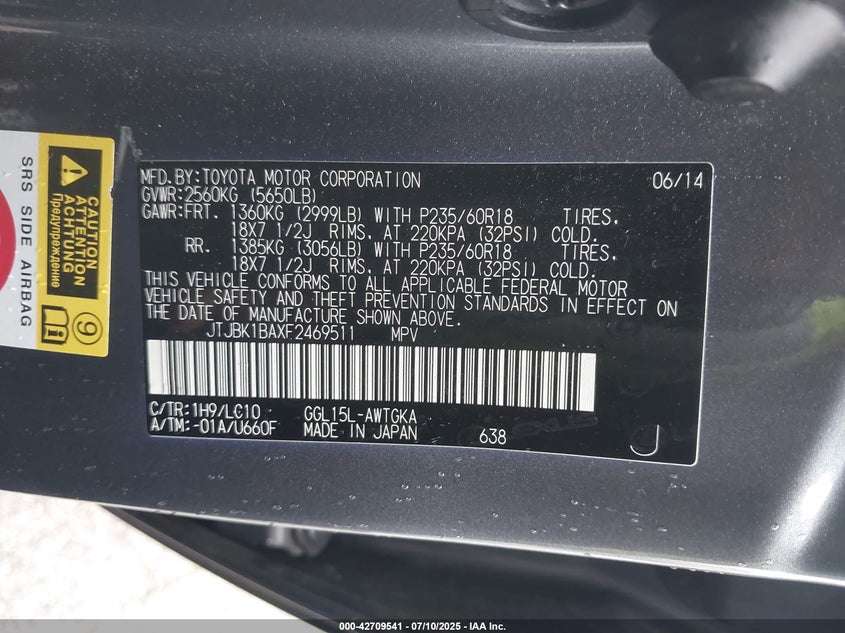 MFD.BY:TOYOTA MOTOR CORPORATION 06/14
GVWR:2560KG (5650LB)
GAWR:FRT. 1360KG (2999LB) WITH P235/60R18 TIRES,
18X7 1/2J RIMS, AT 220KPA (32PSI) COLD.
RR. 1385KG (3056LB) WITH P235/60R18 TIRES,
18X7 1/2J RIMS, AT 220KPA (32PSI) COLD.
THIS VEHICLE CONFORMS TO ALL APPLICABLE FEDERAL MOTOR
VEHICLE SAFETY AND THEFT PREVENTION STANDARDS IN EFFECT ON
THE DATE OF MANUFACTURE SHOWN ABOVE.
JTJBK1BAXF2469511 MPV
C/TR:1H9/LC10 GGL15L-AWTGKA
A/TM:-01A/U660F MADE IN JAPAN 638
J
SRS SIDE AIRBAG
CAUTION
ATTENTION
ACHTUNG
Предупреждение
9
000-42709541 / 07/10/2025 - IAA Inc.